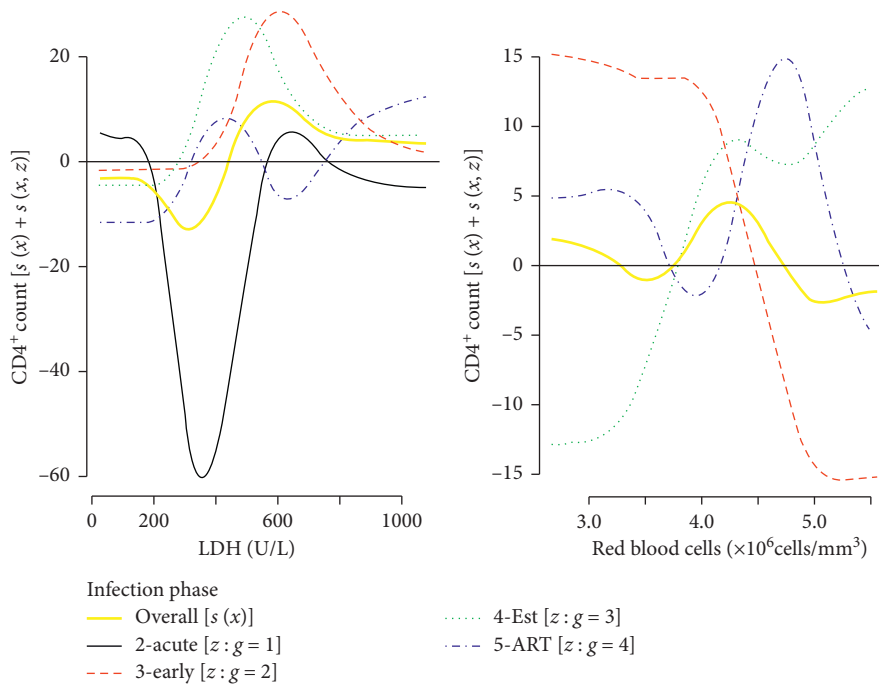 CD4⁺ count [s (x) + s (x, z)]
20
0
−20
−40
−60
0
200
600
1000
LDH (U/L)
CD4⁺ count [s (x) + s (x, z)]
15
10
5
0
−5
−10
−15
3.0
4.0
5.0
Red blood cells (×10⁶cells/mm³)
Infection phase
Overall [s (x)]
2-acute [z : g = 1]
3-early [z : g = 2]
4-Est [z : g = 3]
5-ART [z : g = 4]